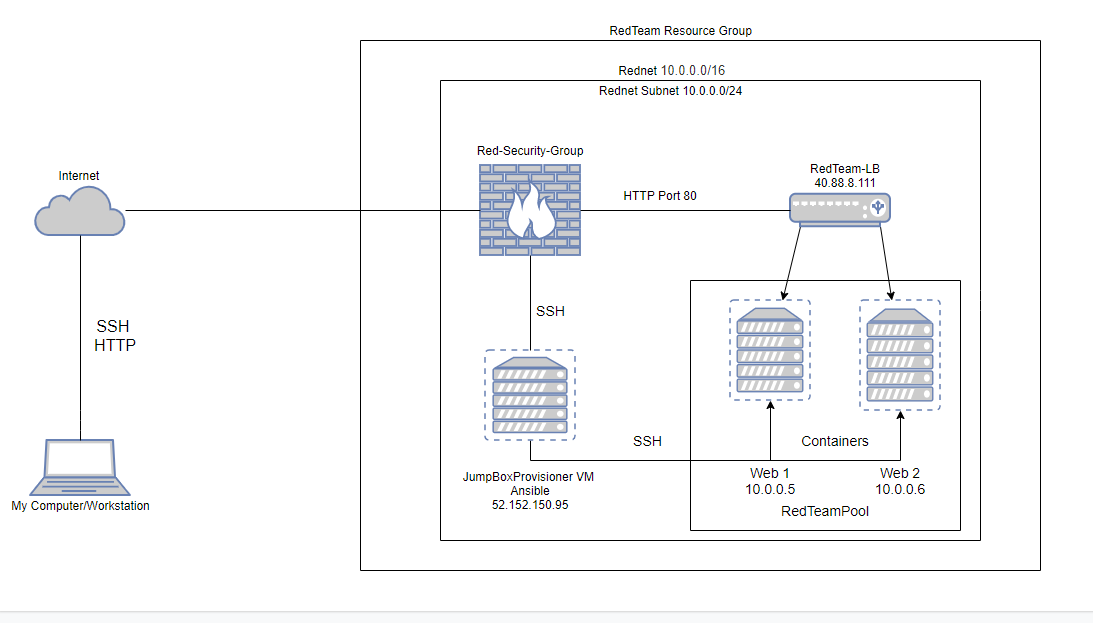 RedTeam Resource Group
Rednet 10.0.0.0/16
Rednet Subnet 10.0.0.0/24
Red-Security-Group
Internet
RedTeam-LB
40.88.8.111
HTTP Port 80
SSH
SSH
HTTP
My Computer/Workstation
JumpBoxProvisioner VM
Ansible
52.152.150.95
SSH
Containers
Web 1
10.0.0.5
Web 2
10.0.0.6
RedTeamPool